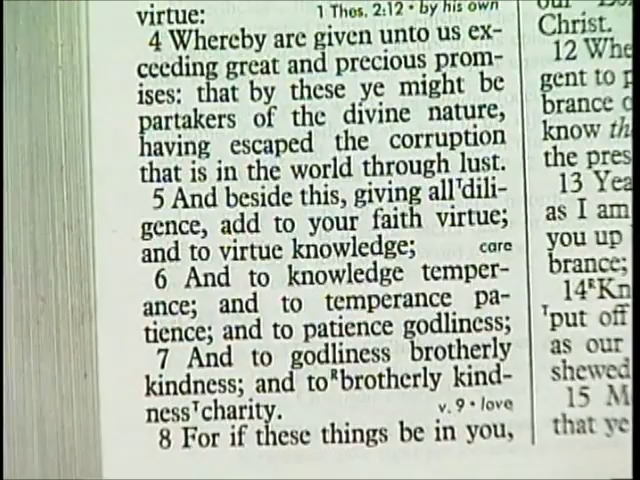 virtue: 1 Thes. 2:12 • by his own
4 Whereby are given unto us ex-
ceeding great and precious prom-
ises: that by these ye might be
partakers of the divine nature,
having escaped the corruption
that is in the world through lust.
5 And beside this, giving all ᵀdili-
gence, add to your faith virtue;
and to virtue knowledge; care
6 And to knowledge temper-
ance; and to temperance pa-
tience; and to patience godliness;
7 And to godliness brotherly
kindness; and to ᴿbrotherly kind-
ness ᵀcharity. v. 9 • love
8 For if these things be in you,
Christ.
12 Whe
gent to p
brance o
know th
the pres
13 Yea
as I am
you up
brance;
14 ᴿKn
ᵀput off
as our
shewed
15 M
that ye